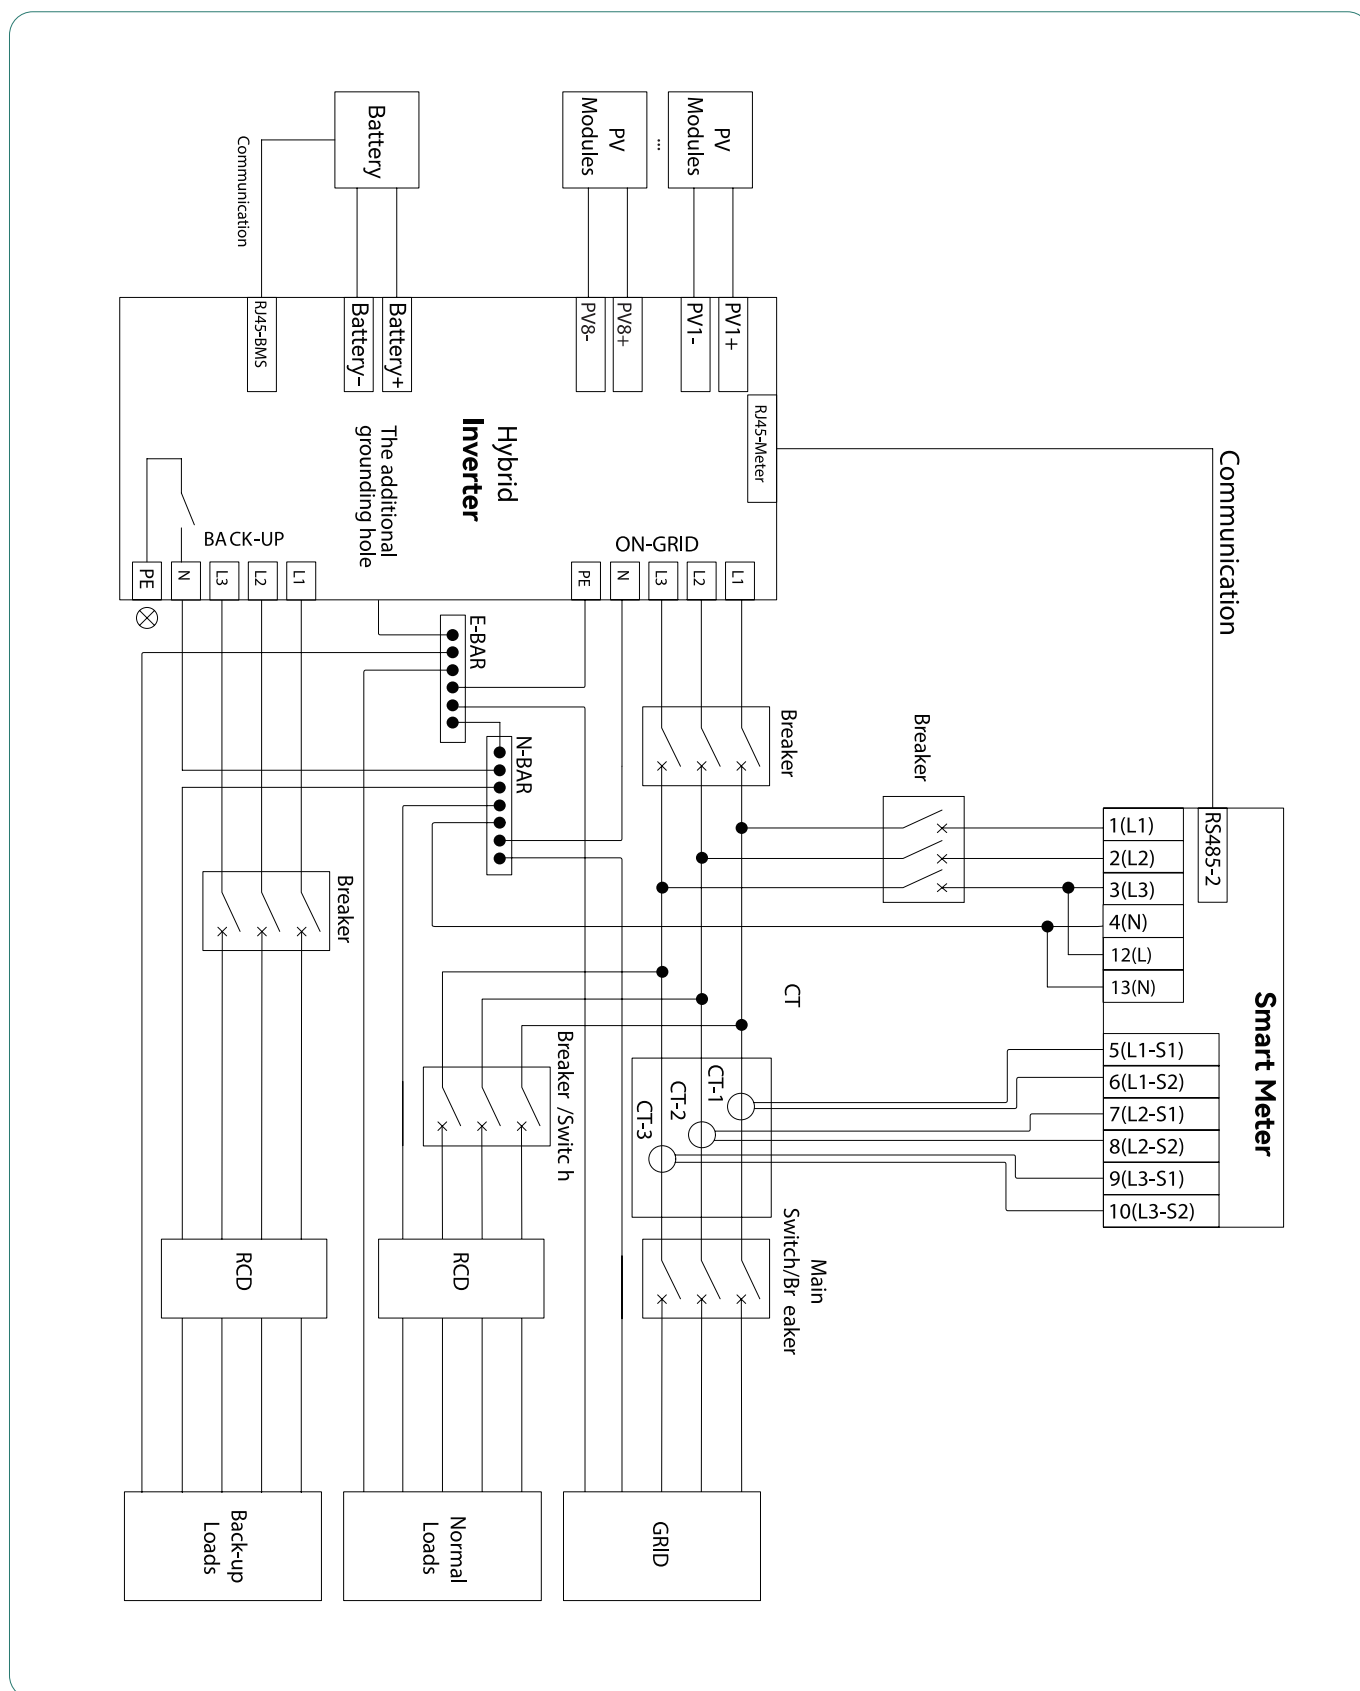 Battery
PV
Modules
...
PV
Modules
Communication
RJ45-BMS
Battery-
Battery+
PV8-
PV8+
PV1-
PV1+
RJ45-Meter
Hybrid
Inverter
The additional
grounding hole
BACK-UP
ON-GRID
PE
N
L3
L2
L1
PE
N
L3
L2
L1
Communication
E-BAR
N-BAR
Breaker
Breaker
RS485-2
1(L1)
2(L2)
3(L3)
4(N)
12(L)
13(N)
Smart Meter
5(L1-S1)
6(L1-S2)
7(L2-S1)
8(L2-S2)
9(L3-S1)
10(L3-S2)
Breaker
CT
CT-1
CT-2
CT-3
Breaker /Switc h
Main
Switch/Br eaker
RCD
RCD
Back-up
Loads
Normal
Loads
GRID